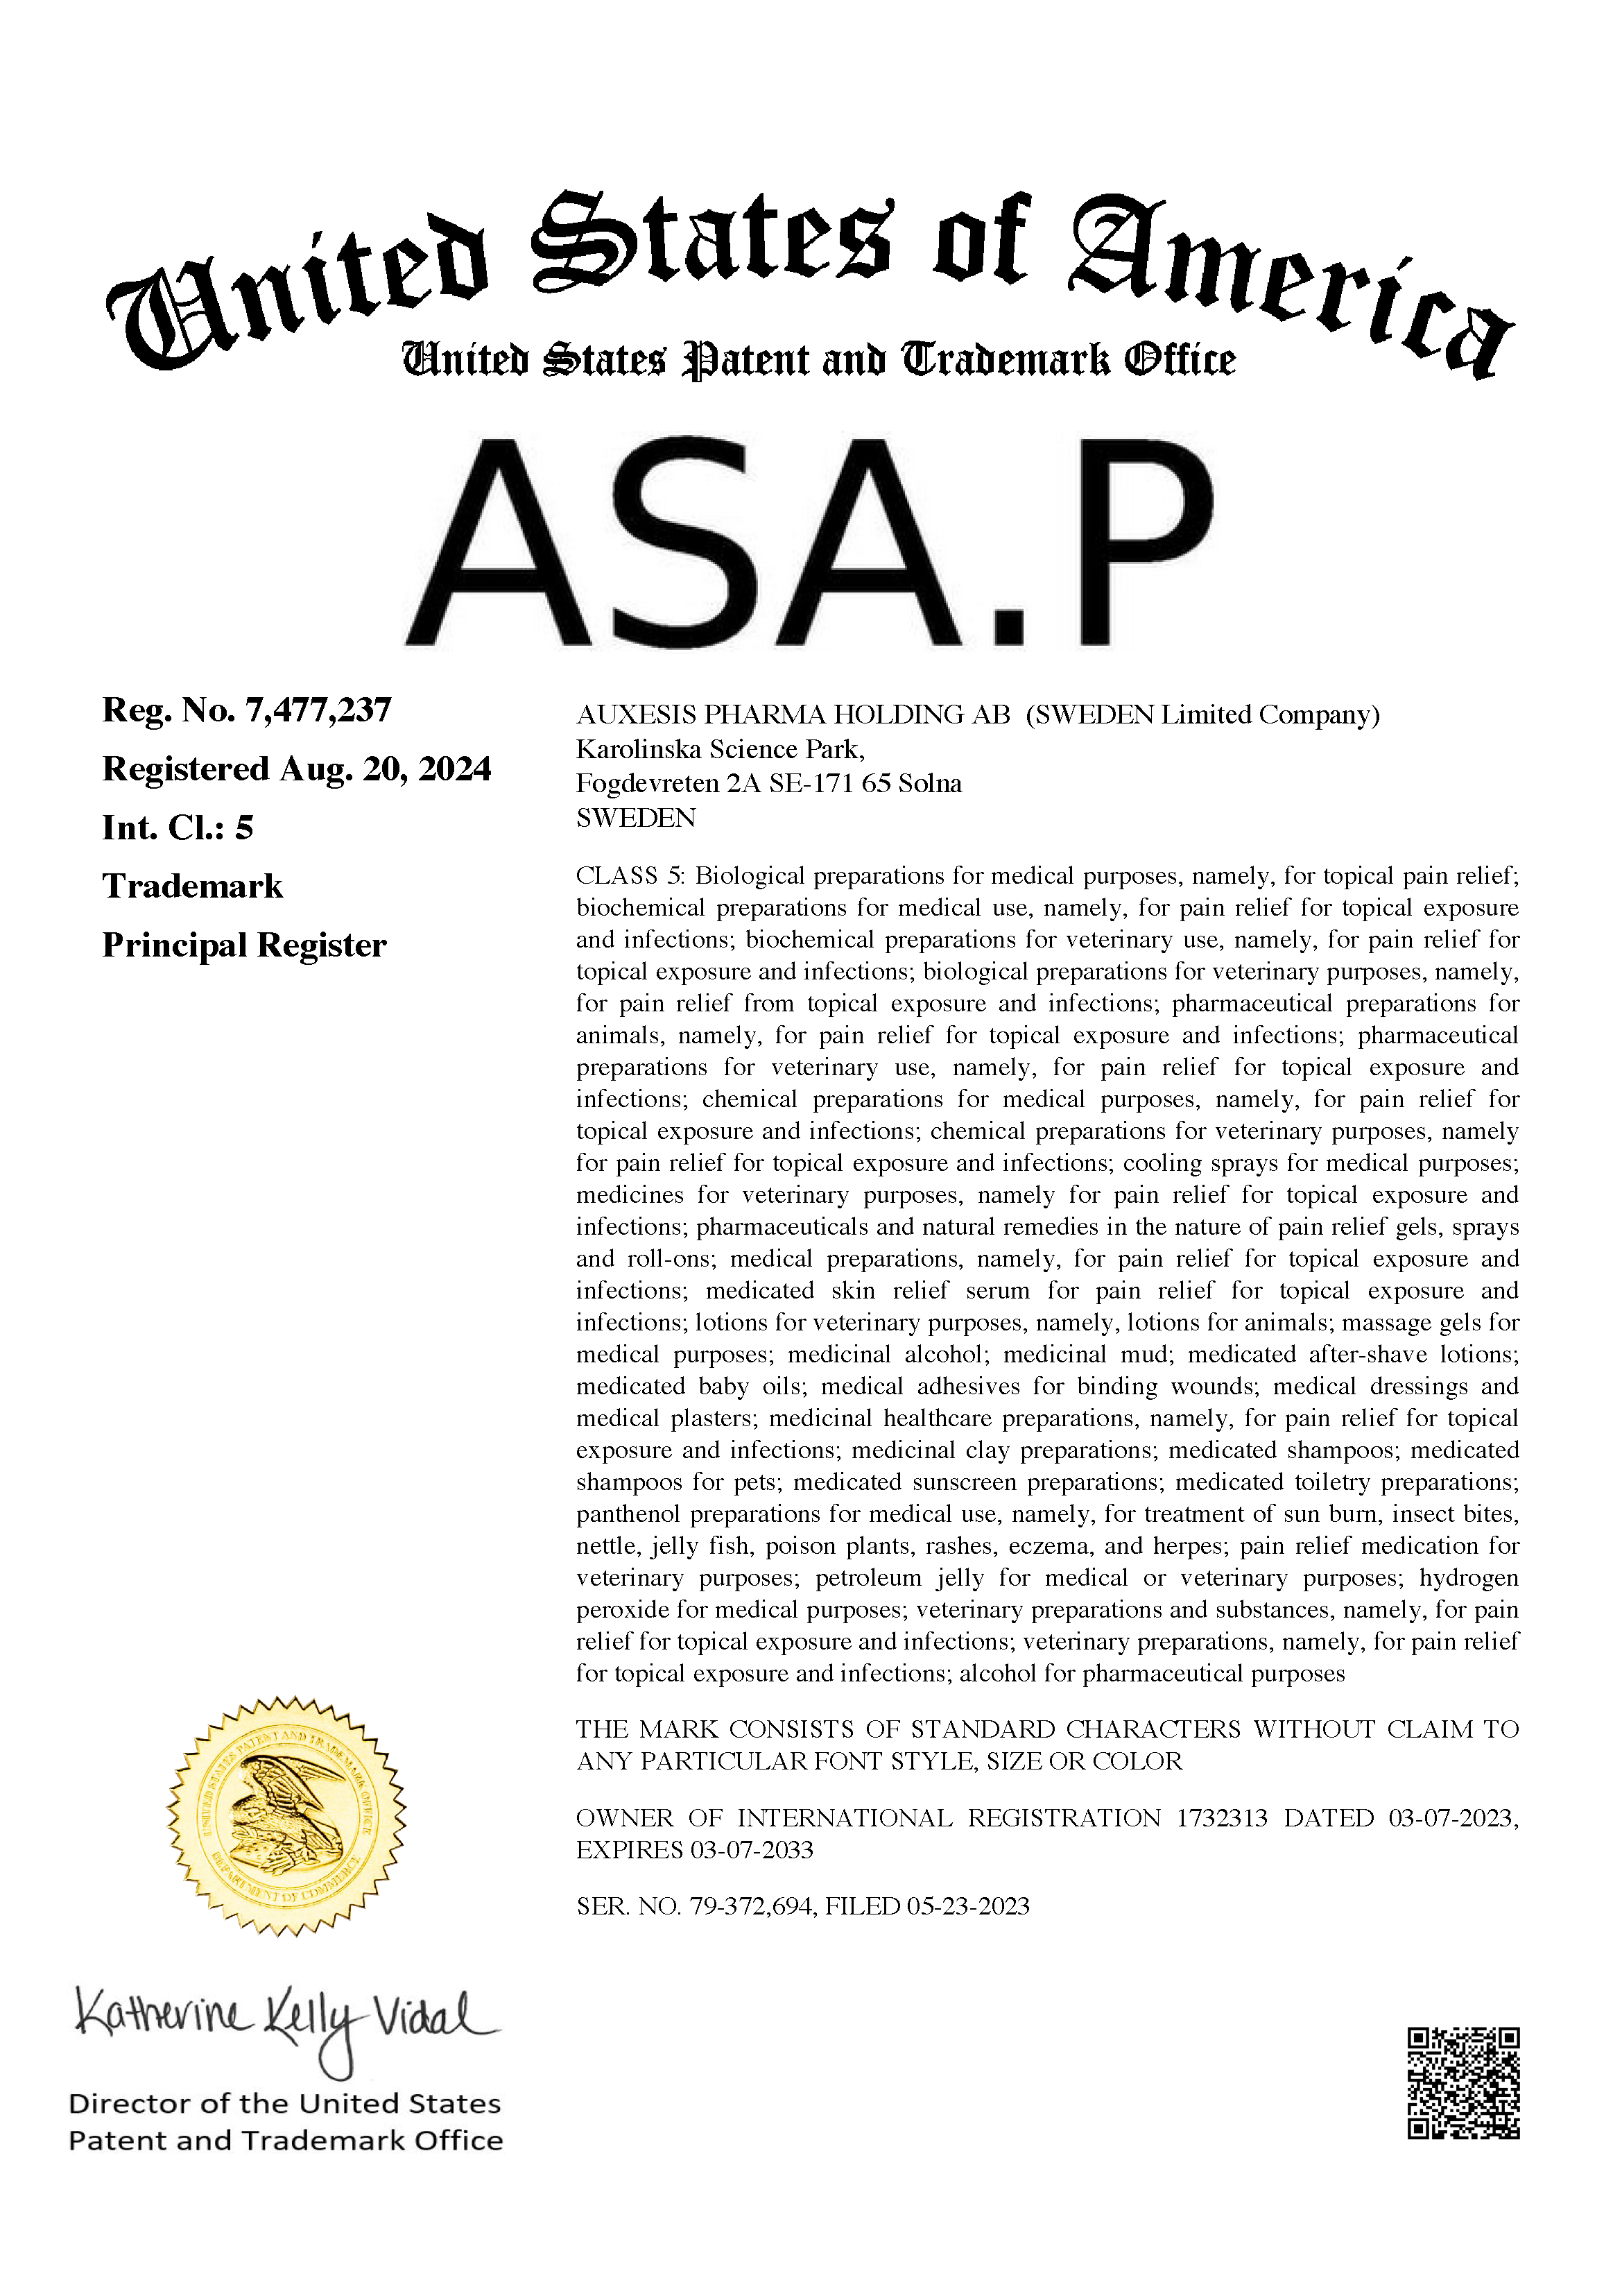 United States of America
United States Patent and Trademark Office
ASA.P
Reg. No. 7,477,237
Registered Aug. 20, 2024
Int. Cl.: 5
Trademark
Principal Register
AUXESIS PHARMA HOLDING AB (SWEDEN Limited Company)
Karolinska Science Park,
Fogdevreten 2A SE-171 65 Solna
SWEDEN
CLASS 5: Biological preparations for medical purposes, namely, for topical pain relief;
biochemical preparations for medical use, namely, for pain relief for topical exposure
and infections; biochemical preparations for veterinary use, namely, for pain relief for
topical exposure and infections; biological preparations for veterinary purposes, namely,
for pain relief from topical exposure and infections; pharmaceutical preparations for
animals, namely, for pain relief for topical exposure and infections; pharmaceutical
preparations for veterinary use, namely, for pain relief for topical exposure and
infections; chemical preparations for medical purposes, namely, for pain relief for
topical exposure and infections; chemical preparations for veterinary purposes, namely
for pain relief for topical exposure and infections; cooling sprays for medical purposes;
medicines for veterinary purposes, namely for pain relief for topical exposure and
infections; pharmaceuticals and natural remedies in the nature of pain relief gels, sprays
and roll-ons; medical preparations, namely, for pain relief for topical exposure and
infections; medicated skin relief serum for pain relief for topical exposure and
infections; lotions for veterinary purposes, namely, lotions for animals; massage gels for
medical purposes; medicinal alcohol; medicinal mud; medicated after-shave lotions;
medicated baby oils; medical adhesives for binding wounds; medical dressings and
medical plasters; medicinal healthcare preparations, namely, for pain relief for topical
exposure and infections; medicinal clay preparations; medicated shampoos; medicated
shampoos for pets; medicated sunscreen preparations; medicated toiletry preparations;
panthenol preparations for medical use, namely, for treatment of sun burn, insect bites,
nettle, jelly fish, poison plants, rashes, eczema, and herpes; pain relief medication for
veterinary purposes; petroleum jelly for medical or veterinary purposes; hydrogen
peroxide for medical purposes; veterinary preparations and substances, namely, for pain
relief for topical exposure and infections; veterinary preparations, namely, for pain relief
for topical exposure and infections; alcohol for pharmaceutical purposes
THE MARK CONSISTS OF STANDARD CHARACTERS WITHOUT CLAIM TO
ANY PARTICULAR FONT STYLE, SIZE OR COLOR
OWNER OF INTERNATIONAL REGISTRATION 1732313 DATED 03-07-2023,
EXPIRES 03-07-2033
SER. NO. 79-372,694, FILED 05-23-2023
UNITED STATES PATENT AND TRADEMARK OFFICE
DEPARTMENT OF COMMERCE
Katherine Kelly Vidal
Director of the United States
Patent and Trademark Office